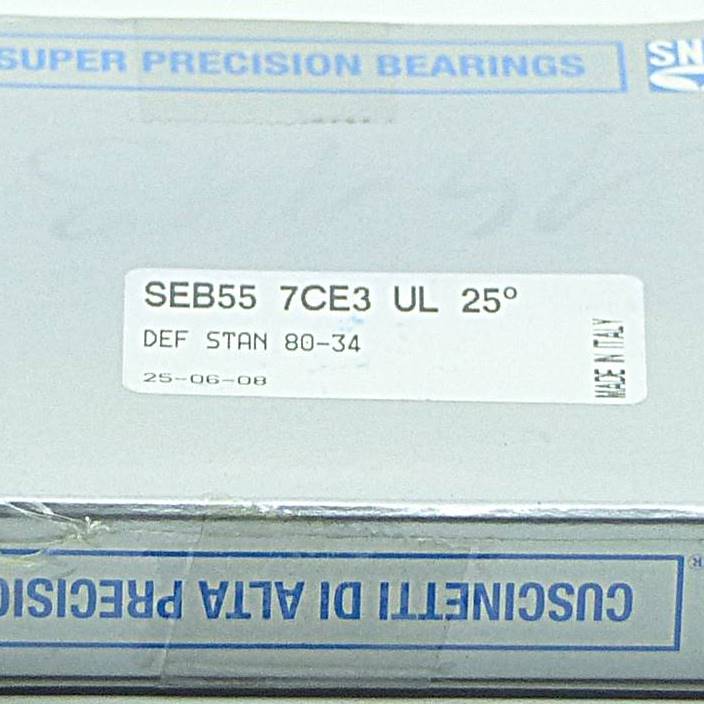 SUPER PRECISION BEARINGS
SN
SEB55 7CE3 UL 25°
DEF STAN 80-34
25-06-08
MADE IN ITALY
CUSCINETTI DI ALTA PRECISIO
®